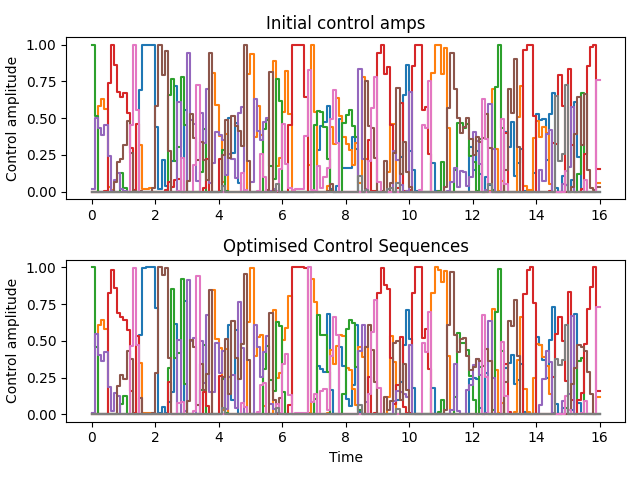 Initial control amps
Control amplitude
1.00
0.75
0.50
0.25
0.00
0 2 4 6 8 10 12 14 16
Optimised Control Sequences
Control amplitude
1.00
0.75
0.50
0.25
0.00
0 2 4 6 8 10 12 14 16
Time